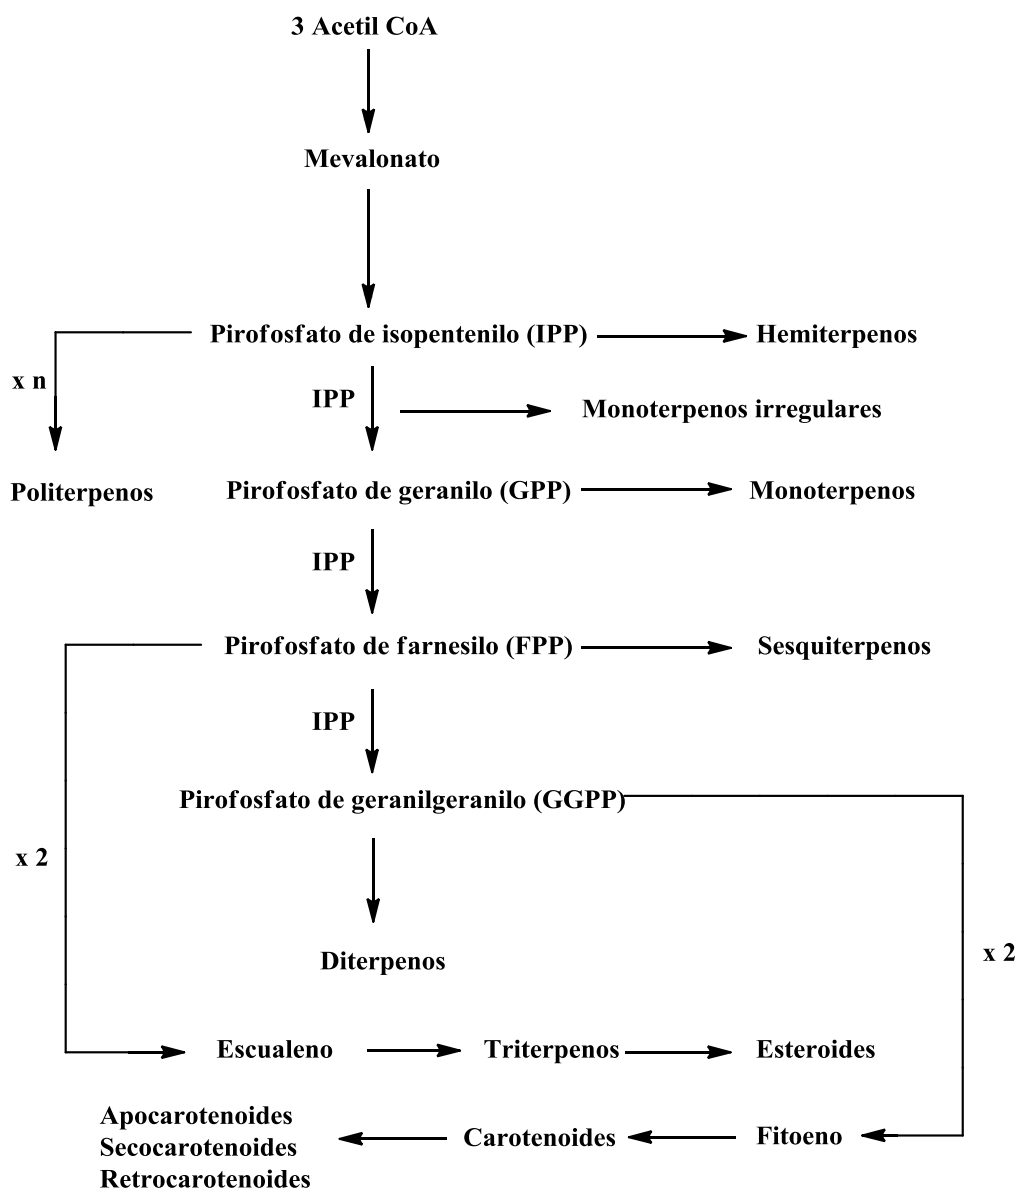 3 Acetil CoA
Mevalonato
Pirofosfato de isopentenilo (IPP)
Hemiterpenos
x n
IPP
Monoterpenos irregulares
Politerpenos
Pirofosfato de geranilo (GPP)
Monoterpenos
IPP
Pirofosfato de farnesilo (FPP)
Sesquiterpenos
IPP
Pirofosfato de geranilgeranilo (GGPP)
x 2
Diterpenos
x 2
Escualeno
Triterpenos
Esteroides
Apocarotenoides
Secocarotenoides
Retrocarotenoides
Carotenoides
Fitoeno